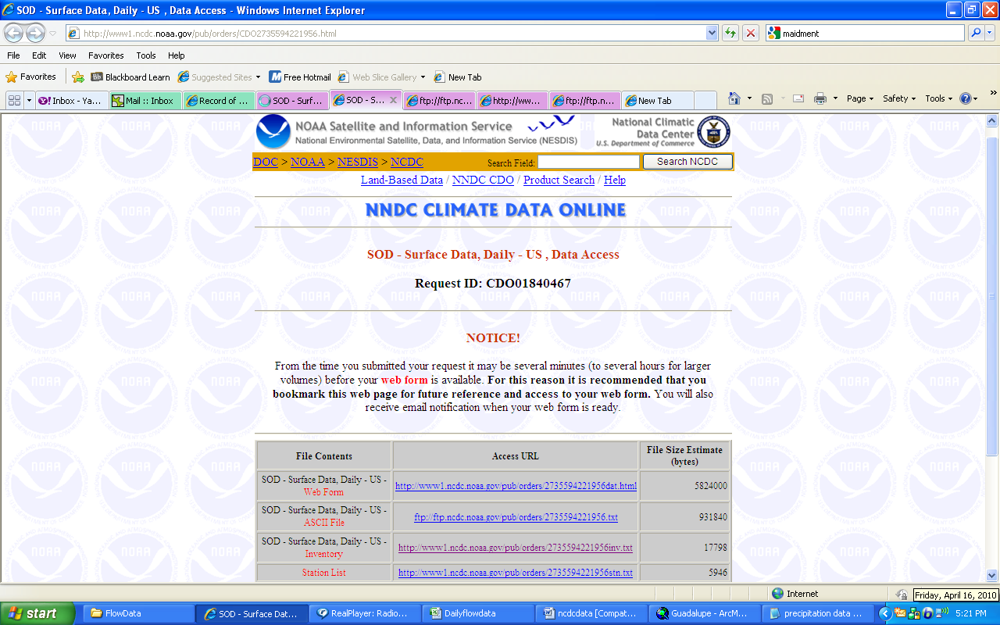 SOD - Surface Data, Daily - US , Data Access - Windows Internet Explorer
http://www1.ncdc.noaa.gov/pub/orders/CDO2735594221956.html
maidment
File Edit View Favorites Tools Help
Favorites Blackboard Learn Suggested Sites Free Hotmail Web Slice Gallery New Tab
Inbox - Ya... Mail :: Inbox Record of ... SOD - Surf... SOD - S... ftp://ftp.nc... http://ww... ftp://ftp.n... New Tab Page Safety Tools
NOAA Satellite and Information Service
National Environmental Satellite, Data, and Information Service (NESDIS)
National Climatic
Data Center
U.S. Department of Commerce
DOC > NOAA > NESDIS > NCDC Search Field: Search NCDC
Land-Based Data / NNDC CDO / Product Search / Help
NNDC CLIMATE DATA ONLINE
SOD - Surface Data, Daily - US , Data Access
Request ID: CDO01840467
NOTICE!
From the time you submitted your request it may be several minutes (to several hours for larger
volumes) before your web form is available. For this reason it is recommended that you
bookmark this web page for future reference and access to your web form. You will also
receive email notification when your web form is ready.
File Contents Access URL File Size Estimate
(bytes)
SOD - Surface Data, Daily - US -
Web Form http://www1.ncdc.noaa.gov/pub/orders/2735594221956dat.html 5824000
SOD - Surface Data, Daily - US -
ASCII File ftp://ftp.ncdc.noaa.gov/pub/orders/2735594221956.txt 931840
SOD - Surface Data, Daily - US -
Inventory http://www1.ncdc.noaa.gov/pub/orders/2735594221956inv.txt 17798
Station List http://www1.ncdc.noaa.gov/pub/orders/2735594221956stn.txt 5946
Internet Friday, April 16, 2010
start FlowData SOD - Surface Dat... RealPlayer: Radio... Dailyflowdata ncdcdata [Compat... Guadalupe - ArcM... precipitation data ... 5:21 PM